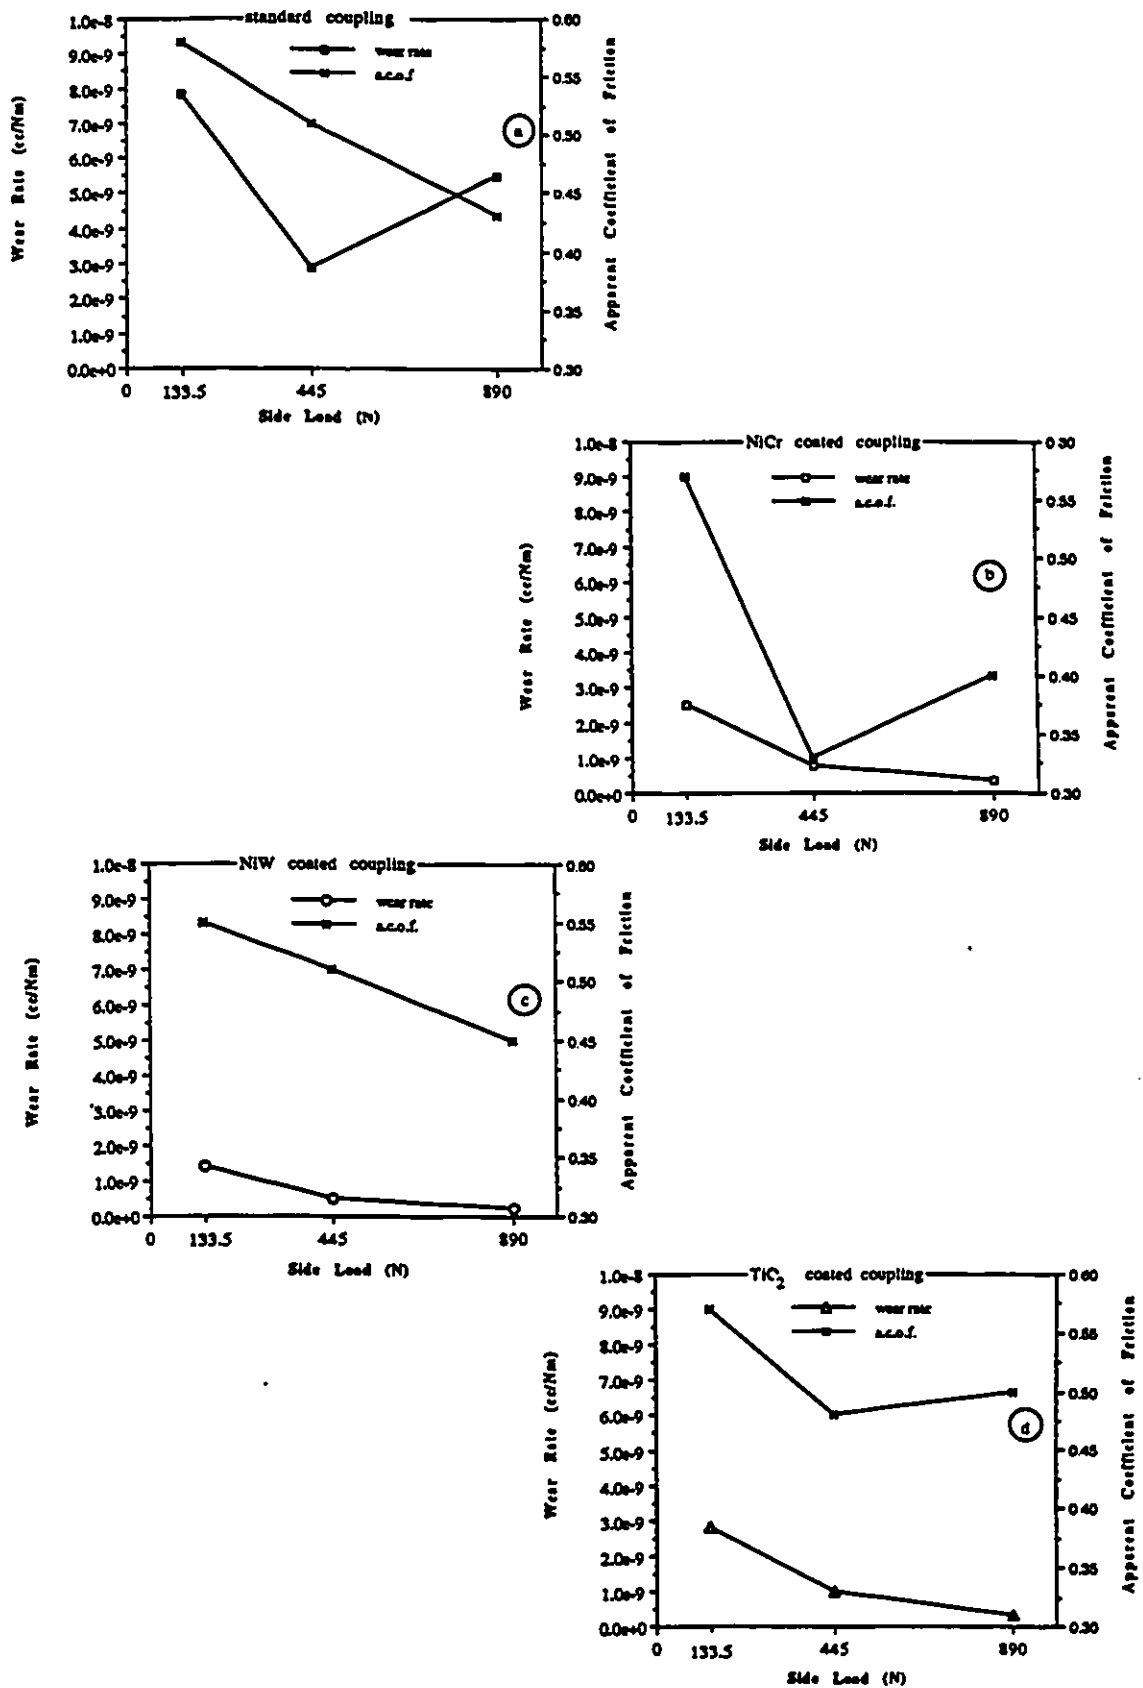 standard coupling
wear rate
a.c.o.f
1.0e-8
9.0e-9
8.0e-9
7.0e-9
6.0e-9
5.0e-9
4.0e-9
3.0e-9
2.0e-9
1.0e-9
0.0e+0
Wear Rate (cc/Nm)
0.60
0.55
0.50
0.45
0.40
0.35
0.30
Apparent Coefficient of Friction
a
0 133.5 445 890
Side Load (N)
NiCr coated coupling
wear rate
a.c.o.f.
1.0e-8
9.0e-9
8.0e-9
7.0e-9
6.0e-9
5.0e-9
4.0e-9
3.0e-9
2.0e-9
1.0e-9
0.0e+0
Wear Rate (cc/Nm)
0.30
0.55
0.50
0.45
0.40
0.35
0.30
Apparent Coefficient of Friction
b
0 133.5 445 890
Side Load (N)
NiW coated coupling
wear rate
a.c.o.f.
1.0e-8
9.0e-9
8.0e-9
7.0e-9
6.0e-9
5.0e-9
4.0e-9
3.0e-9
2.0e-9
1.0e-9
0.0e+0
Wear Rate (cc/Nm)
0.60
0.55
0.50
0.45
0.40
0.35
0.30
Apparent Coefficient of Friction
c
0 133.5 445 890
Side Load (N)
TiC2 coated coupling
wear rate
a.c.o.f.
1.0e-8
9.0e-9
8.0e-9
7.0e-9
6.0e-9
5.0e-9
4.0e-9
3.0e-9
2.0e-9
1.0e-9
0.0e+0
Wear Rate (cc/Nm)
0.60
0.55
0.50
0.45
0.40
0.35
0.30
Apparent Coefficient of Friction
d
0 133.5 445 890
Side Load (N)